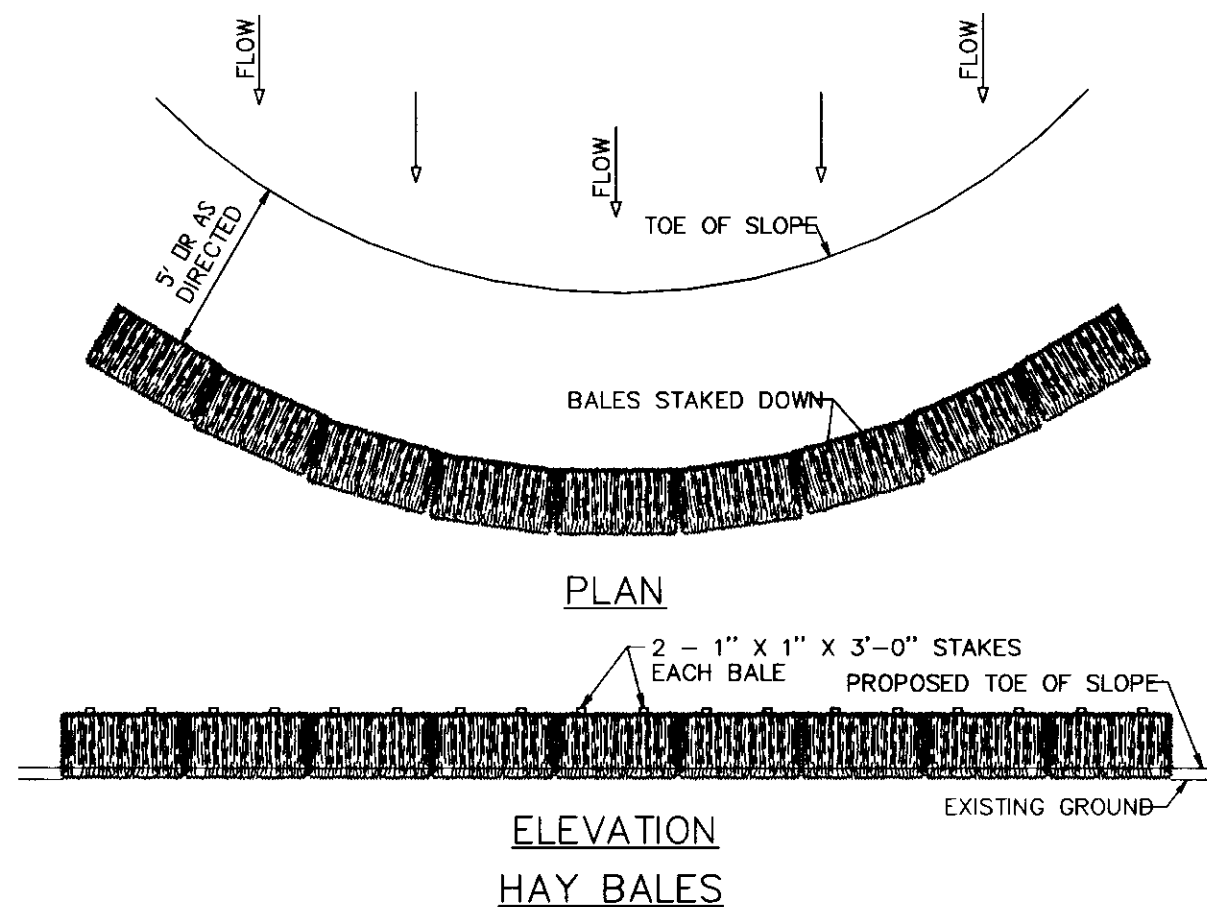 FLOW
FLOW
FLOW
TOE OF SLOPE
5' OR AS
DIRECTED
BALES STAKED DOWN
PLAN
2 - 1" X 1" X 3'-0" STAKES
EACH BALE
PROPOSED TOE OF SLOPE
EXISTING GROUND
ELEVATION
HAY BALES